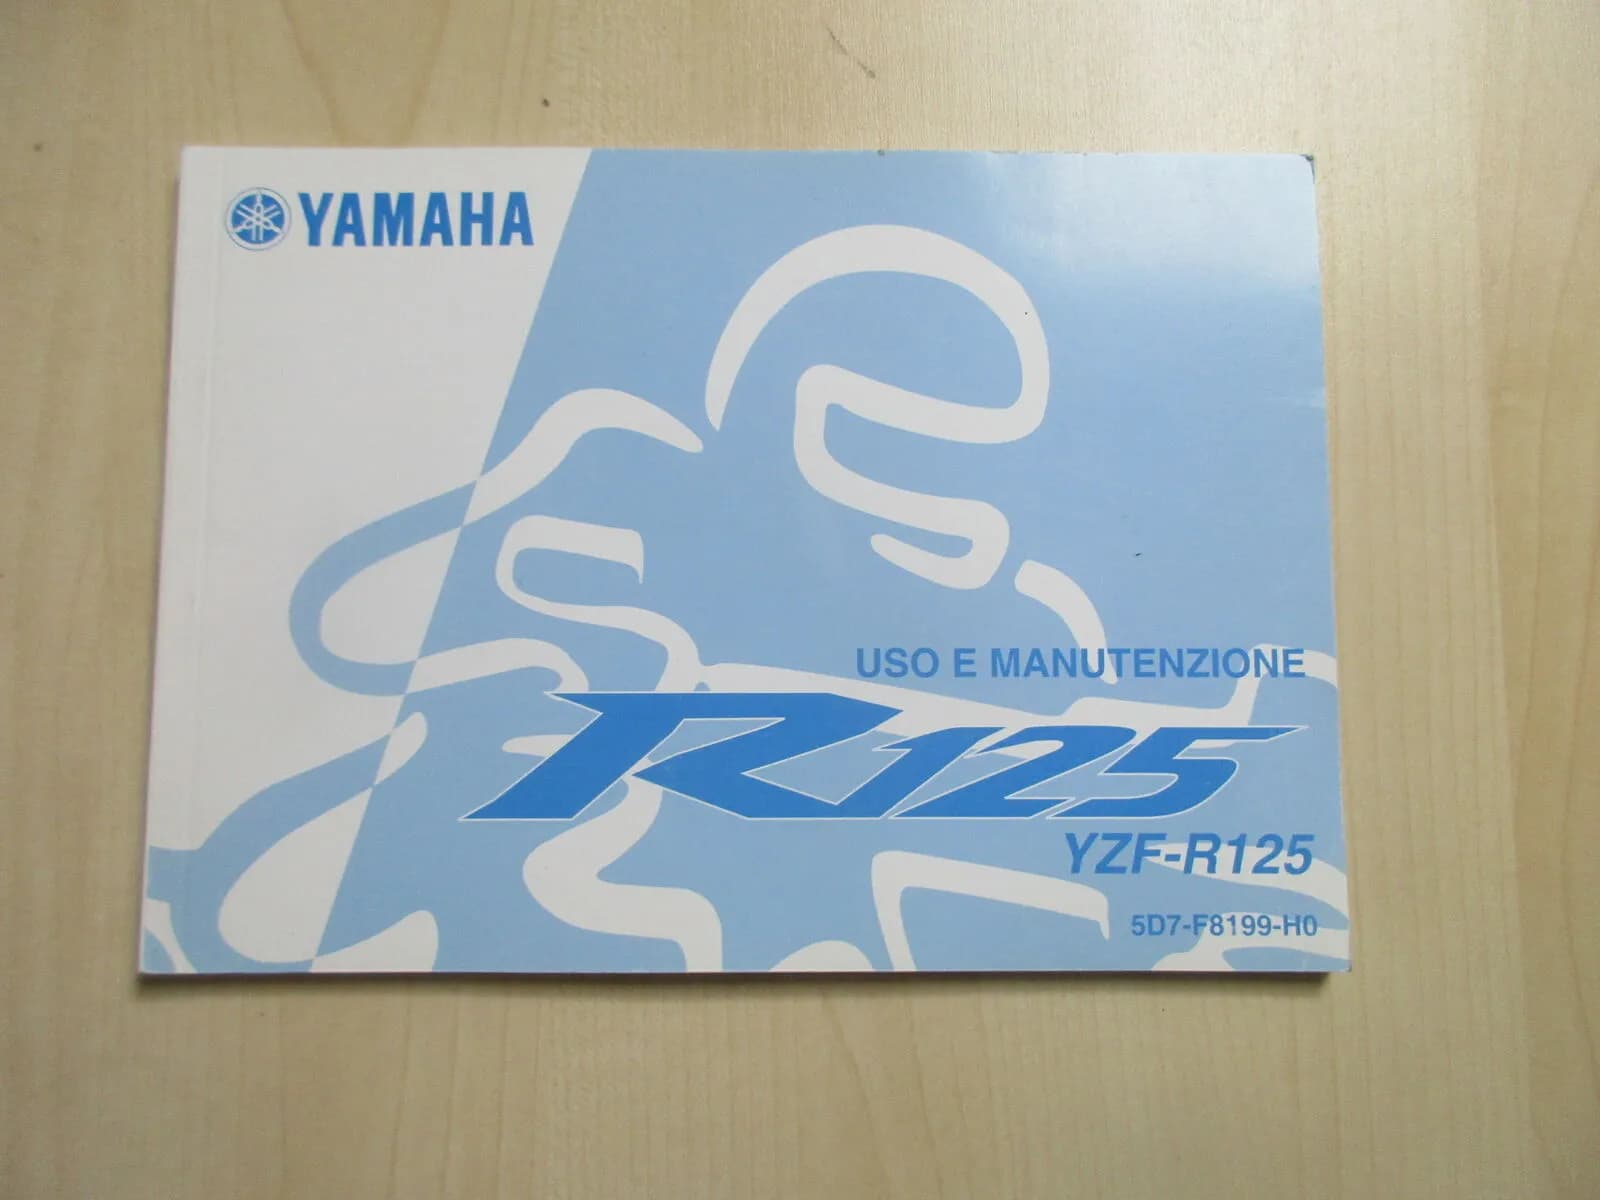 YAMAHA
USO E MANUTENZIONE
R125
YZF-R125
5D7-F8199-H0